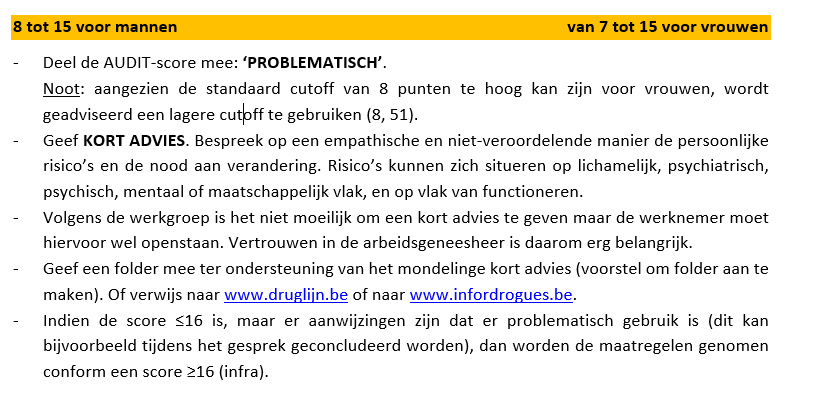 8 tot 15 voor mannen van 7 tot 15 voor vrouwen
- Deel de AUDIT-score mee: ‘PROBLEMATISCH’.
Noot: aangezien de standaard cutoff van 8 punten te hoog kan zijn voor vrouwen, wordt
geadviseerd een lagere cutoff te gebruiken (8, 51).
- Geef KORT ADVIES. Bespreek op een empathische en niet-veroordelende manier de persoonlijke
risico’s en de nood aan verandering. Risico’s kunnen zich situeren op lichamelijk, psychiatrisch,
psychisch, mentaal of maatschappelijk vlak, en op vlak van functioneren.
- Volgens de werkgroep is het niet moeilijk om een kort advies te geven maar de werknemer moet
hiervoor wel openstaan. Vertrouwen in de arbeidsgeneesheer is daarom erg belangrijk.
- Geef een folder mee ter ondersteuning van het mondelinge kort advies (voorstel om folder aan te
maken). Of verwijs naar www.druglijn.be of naar www.infordrogues.be.
- Indien de score ≤16 is, maar er aanwijzingen zijn dat er problematisch gebruik is (dit kan
bijvoorbeeld tijdens het gesprek geconcludeerd worden), dan worden de maatregelen genomen
conform een score ≥16 (infra).